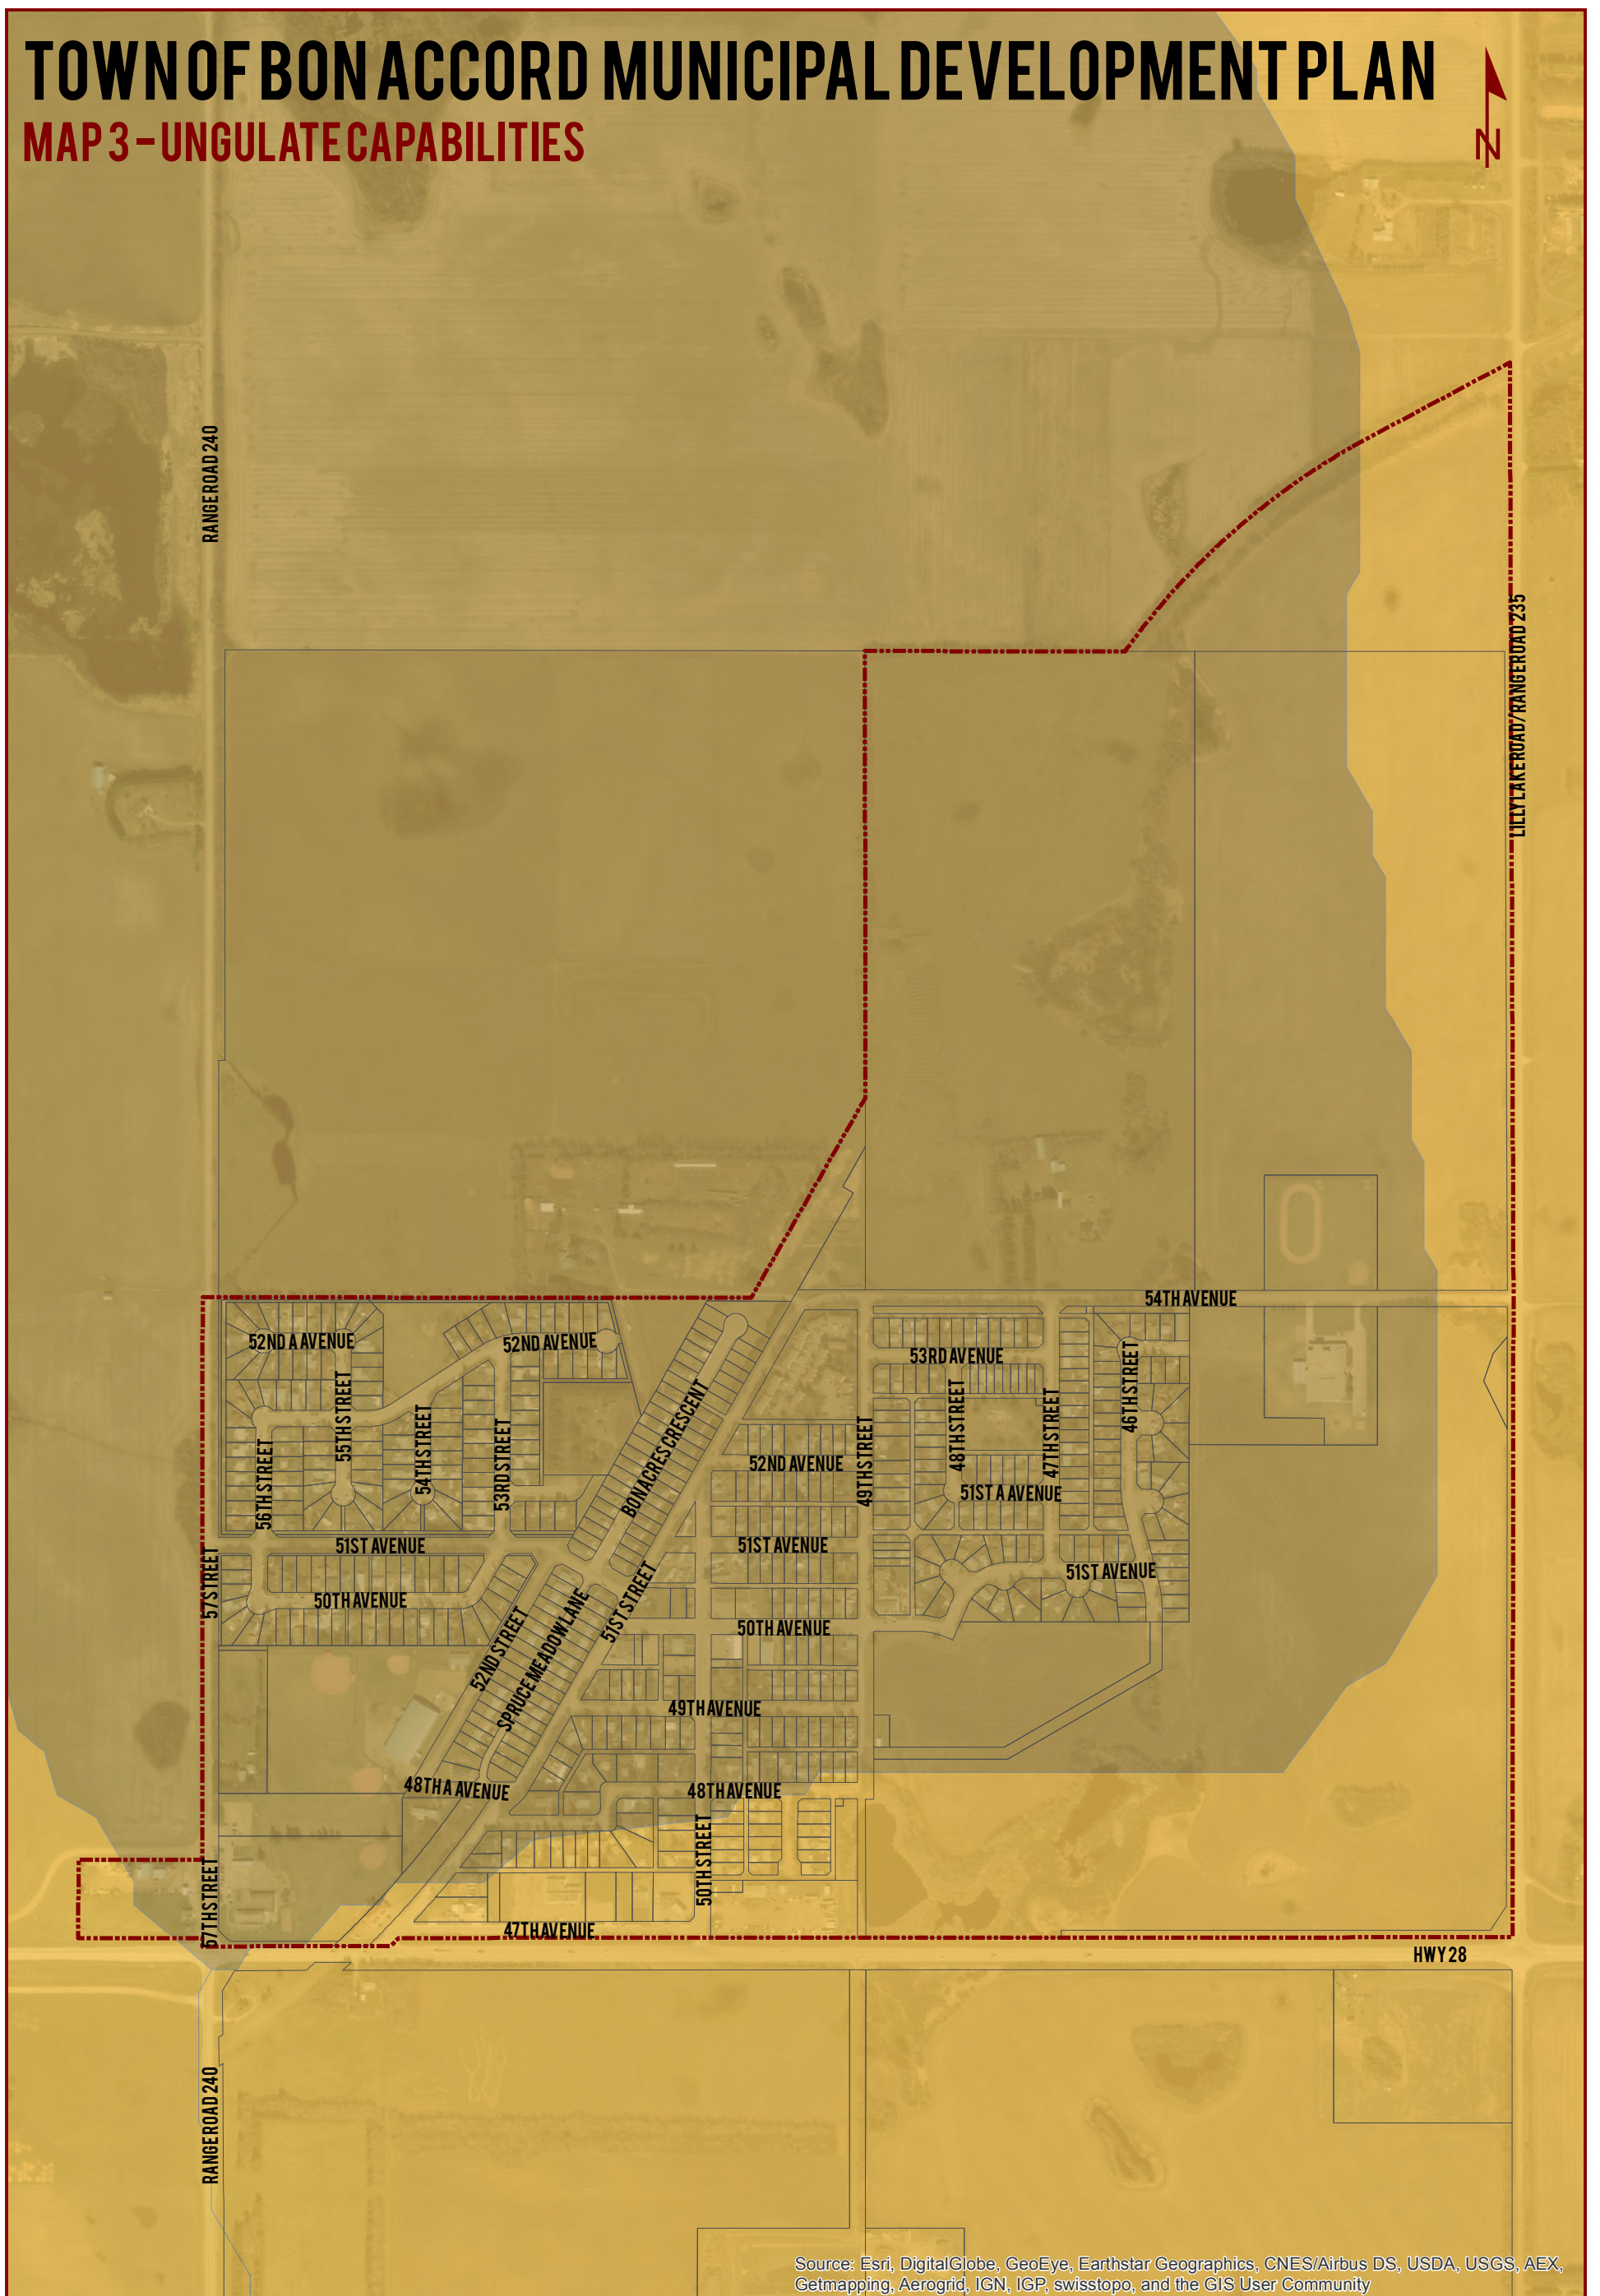 TOWN OF BON ACCORD MUNICIPAL DEVELOPMENT PLAN
MAP 3 - UNGULATE CAPABILITIES
N
RANGE ROAD 240
LILLY LAKE ROAD/RANGE ROAD 235
54TH AVENUE
52ND A AVENUE
52ND AVENUE
53RD AVENUE
46TH STREET
55TH STREET
54TH STREET
53RD STREET
56TH STREET
BON ACRES CRESCENT
52ND AVENUE
49TH STREET
48TH STREET
47TH STREET
51ST A AVENUE
51ST AVENUE
51ST AVENUE
51ST AVENUE
57 STREET
50TH AVENUE
52ND STREET
SPRUCE MEADOW LANE
51ST STREET
50TH AVENUE
49TH AVENUE
48TH A AVENUE
48TH AVENUE
50TH STREET
57TH STREET
47TH AVENUE
HWY 28
RANGE ROAD 240
Source: Esri, DigitalGlobe, GeoEye, Earthstar Geographics, CNES/Airbus DS, USDA, USGS, AEX,
Getmapping, Aerogrid, IGN, IGP, swisstopo, and the GIS User Community